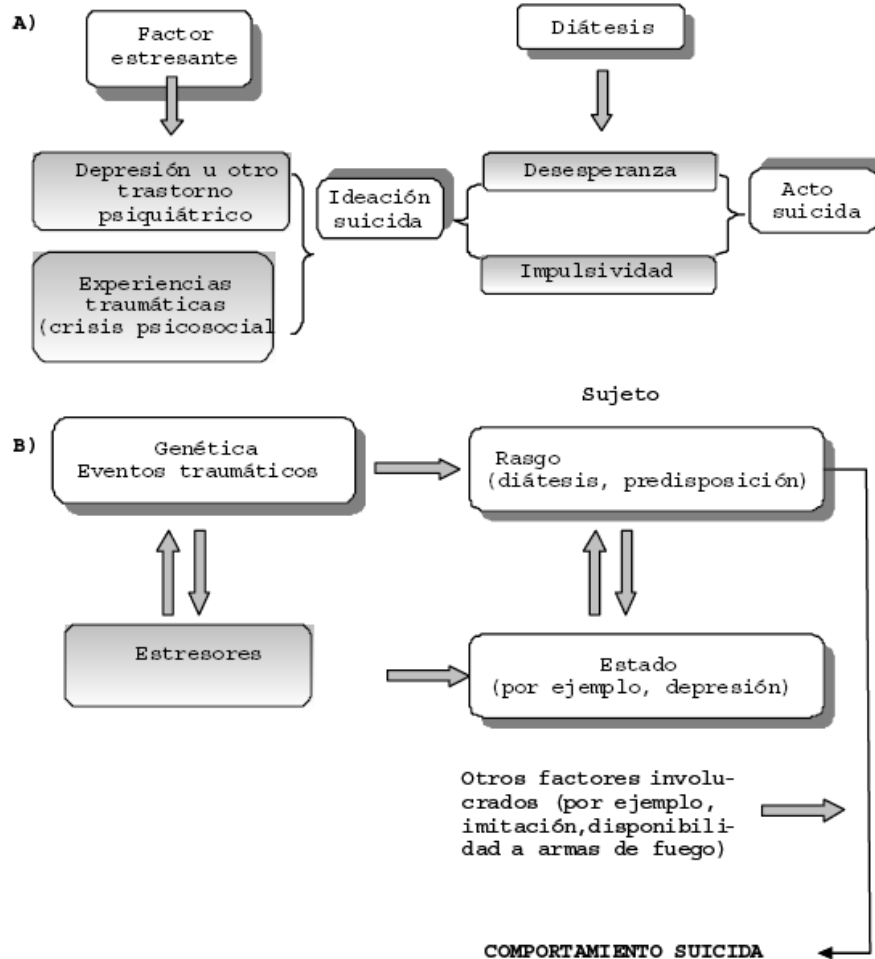 A)
Factor
estresante
Diátesis
Depresión u otro
trastorno
psiquiátrico
Ideación
suicida
Desesperanza
Acto
suicida
Experiencias
traumáticas
(crisis psicosocial
Impulsividad
Sujeto
B)
Genética
Eventos traumáticos
Rasgo
(diátesis, predisposición)
Estresores
Estado
(por ejemplo, depresión)
Otros factores involu-
crados (por ejemplo,
imitación,disponibili-
dad a armas de fuego)
COMPORTAMIENTO SUICIDA